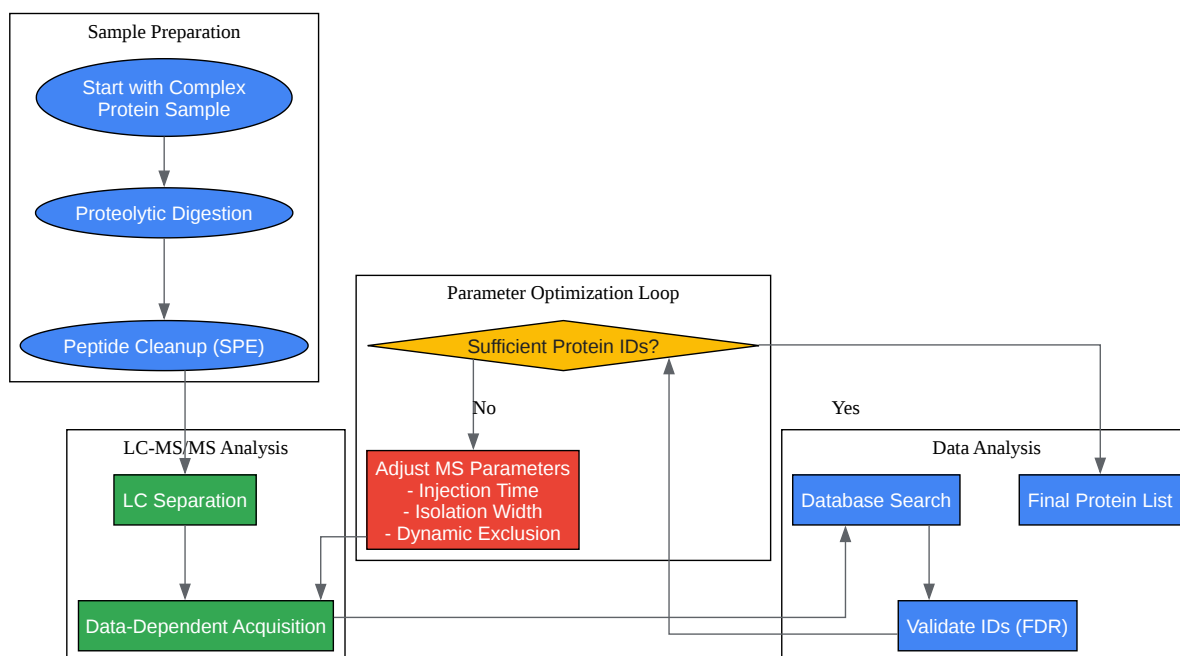 Sample Preparation
Start with Complex
Protein Sample
Proteolytic Digestion
Peptide Cleanup (SPE)
Parameter Optimization Loop
Sufficient Protein IDs?
No
Yes
Adjust MS Parameters
- Injection Time
- Isolation Width
- Dynamic Exclusion
LC-MS/MS Analysis
LC Separation
Data-Dependent Acquisition
Data Analysis
Database Search
Final Protein List
Validate IDs (FDR)